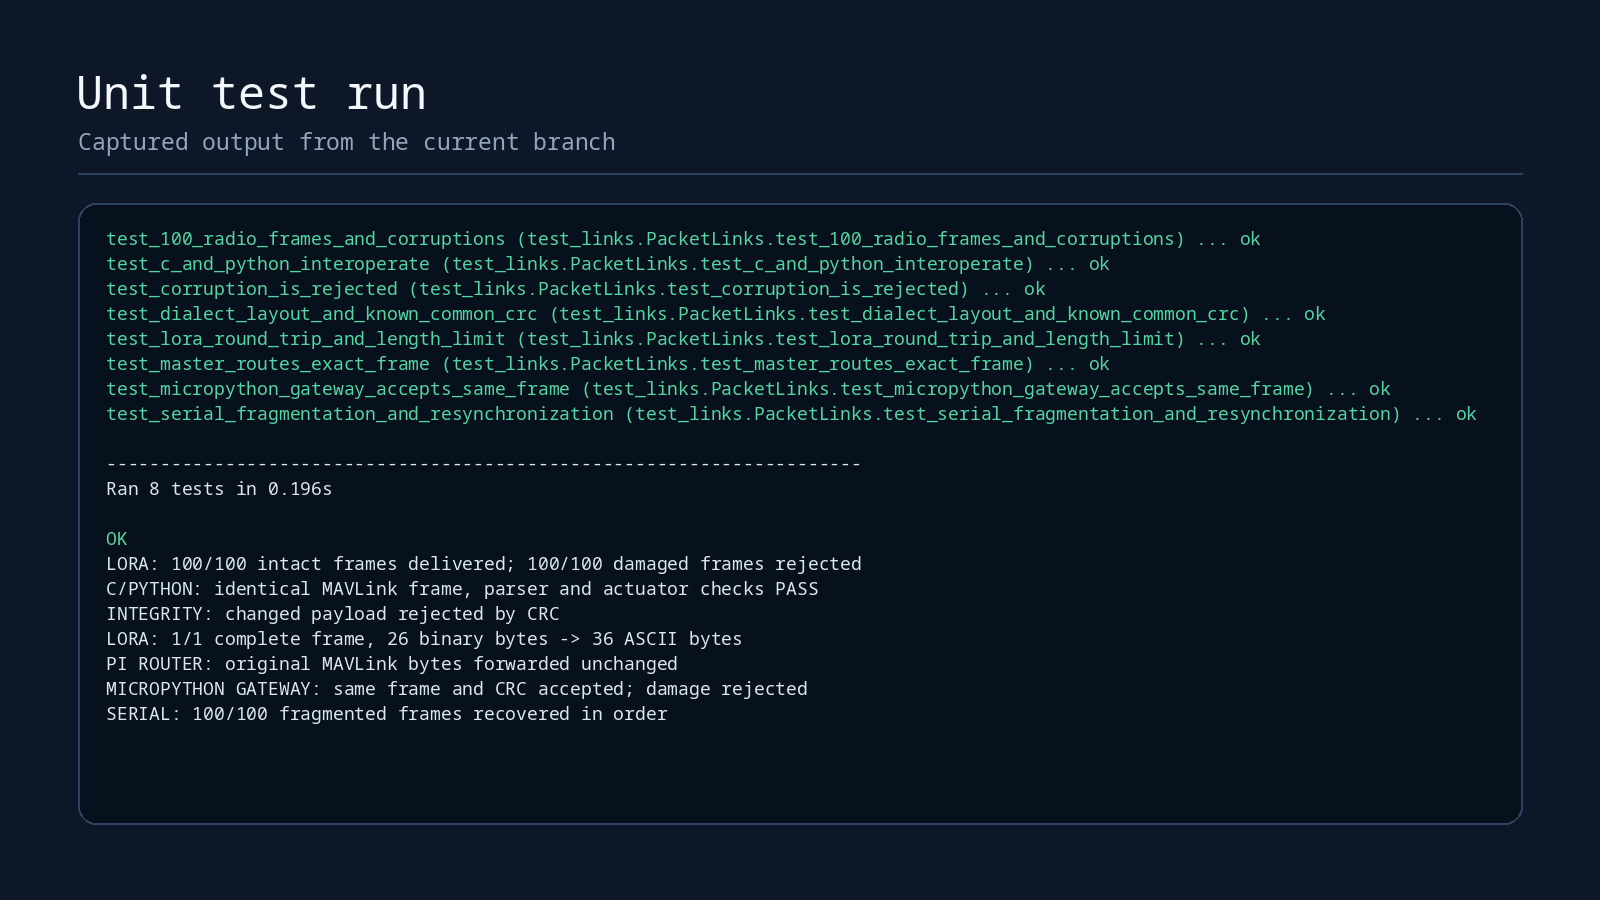 Unit test run
Captured output from the current branch
test_100_radio_frames_and_corruptions (test_links.PacketLinks.test_100_radio_frames_and_corruptions) ... ok
test_c_and_python_interoperate (test_links.PacketLinks.test_c_and_python_interoperate) ... ok
test_corruption_is_rejected (test_links.PacketLinks.test_corruption_is_rejected) ... ok
test_dialect_layout_and_known_common_crc (test_links.PacketLinks.test_dialect_layout_and_known_common_crc) ... ok
test_lora_round_trip_and_length_limit (test_links.PacketLinks.test_lora_round_trip_and_length_limit) ... ok
test_master_routes_exact_frame (test_links.PacketLinks.test_master_routes_exact_frame) ... ok
test_micropython_gateway_accepts_same_frame (test_links.PacketLinks.test_micropython_gateway_accepts_same_frame) ... ok
test_serial_fragmentation_and_resynchronization (test_links.PacketLinks.test_serial_fragmentation_and_resynchronization) ... ok
----------------------------------------------------------------------
Ran 8 tests in 0.196s
OK
LORA: 100/100 intact frames delivered; 100/100 damaged frames rejected
C/PYTHON: identical MAVLink frame, parser and actuator checks PASS
INTEGRITY: changed payload rejected by CRC
LORA: 1/1 complete frame, 26 binary bytes -> 36 ASCII bytes
PI ROUTER: original MAVLink bytes forwarded unchanged
MICROPYTHON GATEWAY: same frame and CRC accepted; damage rejected
SERIAL: 100/100 fragmented frames recovered in order